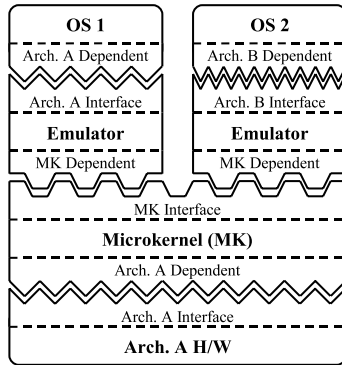 OS 1
Arch. A Dependent
Arch. A Interface
Emulator
MK Dependent
OS 2
Arch. B Dependent
Arch. B Interface
Emulator
MK Dependent
MK Interface
Microkernel (MK)
Arch. A Dependent
Arch. A Interface
Arch. A H/W